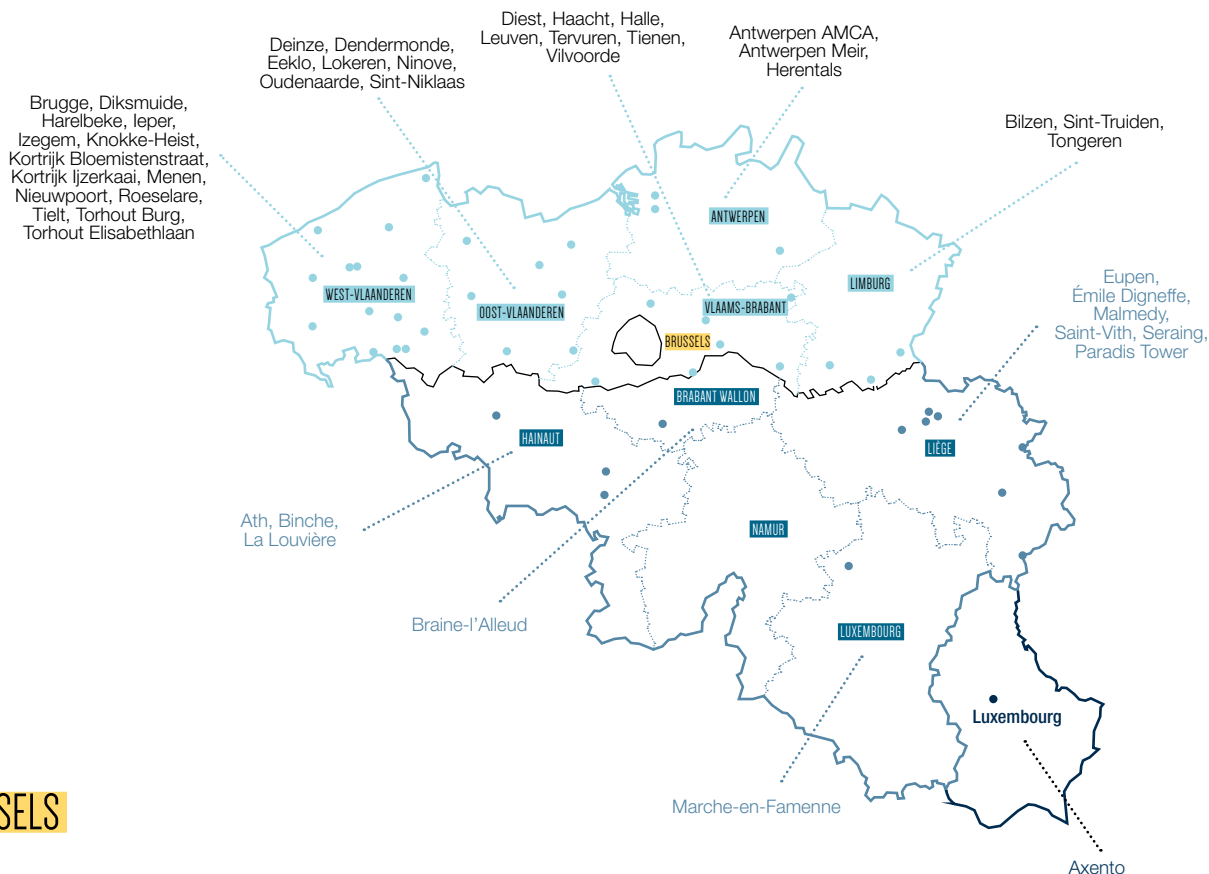 Diest, Haacht, Halle,
Leuven, Tervuren, Tienen,
Vilvoorde
Antwerpen AMCA,
Antwerpen Meir,
Herentals
Deinze, Dendermonde,
Eeklo, Lokeren, Ninove,
Oudenaarde, Sint-Niklaas
Brugge, Diksmuide,
Harelbeke, Ieper,
Izegem, Knokke-Heist,
Kortrijk Bloemistenstraat,
Kortrijk Ijzerkaai, Menen,
Nieuwpoort, Roeselare,
Tielt, Torhout Burg,
Torhout Elisabethlaan
Bilzen, Sint-Truiden,
Tongeren
ANTWERPEN
LIMBURG
WEST-VLAANDEREN
OOST-VLAANDEREN
VLAAMS-BRABANT
BRUSSELS
Eupen,
Émile Digneffe,
Malmedy,
Saint-Vith, Seraing,
Paradis Tower
BRABANT WALLON
HAINAUT
LIÈGE
Ath, Binche,
La Louvière
NAMUR
Braine-l'Alleud
LUXEMBOURG
Luxembourg
Marche-en-Famenne
SELS
Axento